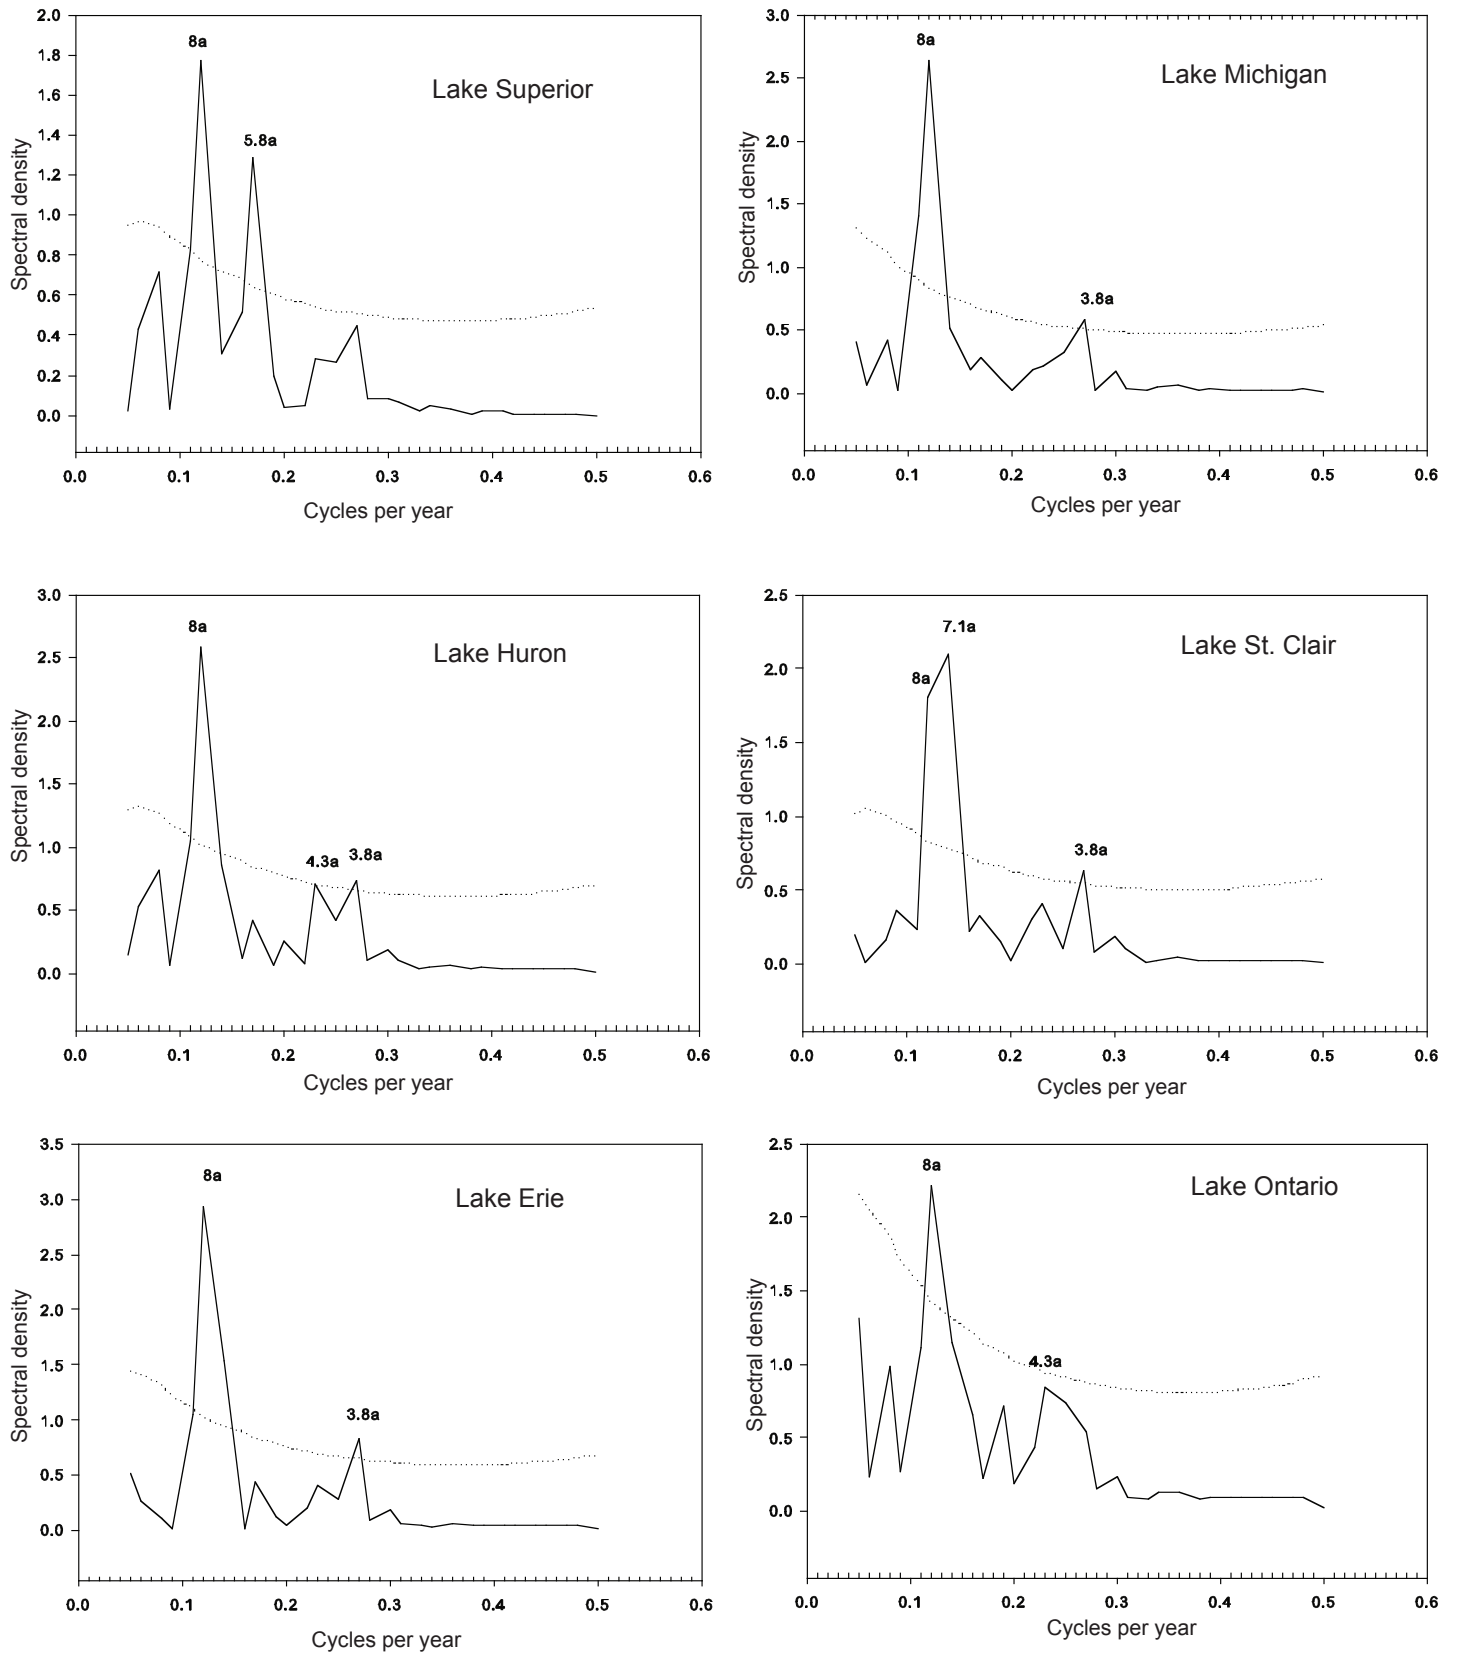 2.0
1.8
1.6
1.4
1.2
1.0
0.8
0.6
0.4
0.2
0.0
Spectral density
8a
5.8a
Lake Superior
0.0 0.1 0.2 0.3 0.4 0.5 0.6
Cycles per year
3.0
2.5
2.0
1.5
1.0
0.5
0.0
Spectral density
8a
3.8a
Lake Michigan
0.0 0.1 0.2 0.3 0.4 0.5 0.6
Cycles per year
3.0
2.5
2.0
1.5
1.0
0.5
0.0
Spectral density
8a
4.3a
3.8a
Lake Huron
0.0 0.1 0.2 0.3 0.4 0.5 0.6
Cycles per year
2.5
2.0
1.5
1.0
0.5
0.0
Spectral density
7.1a
8a
3.8a
Lake St. Clair
0.0 0.1 0.2 0.3 0.4 0.5 0.6
Cycles per year
3.5
3.0
2.5
2.0
1.5
1.0
0.5
0.0
Spectral density
8a
3.8a
Lake Erie
0.0 0.1 0.2 0.3 0.4 0.5 0.6
Cycles per year
2.5
2.0
1.5
1.0
0.5
0.0
Spectral density
8a
4.3a
Lake Ontario
0.0 0.1 0.2 0.3 0.4 0.5 0.6
Cycles per year